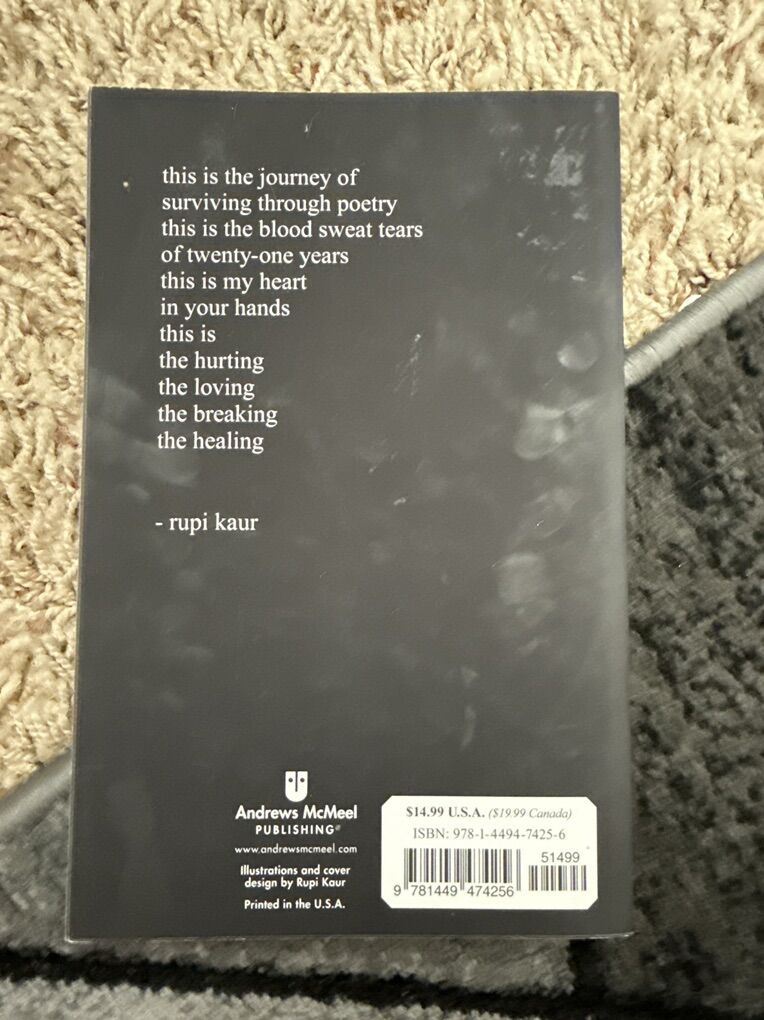 this is the journey of
surviving through poetry
this is the blood sweat tears
of twenty-one years
this is my heart
in your hands
this is
the hurting
the loving
the breaking
the healing
- rupi kaur
Andrews McMeel
PUBLISHING®
www.andrewsmcmeel.com
Illustrations and cover
design by Rupi Kaur
Printed in the U.S.A.
$14.99 U.S.A. ($19.99 Canada)
ISBN: 978-1-4494-7425-6
51499
9 781449 474256